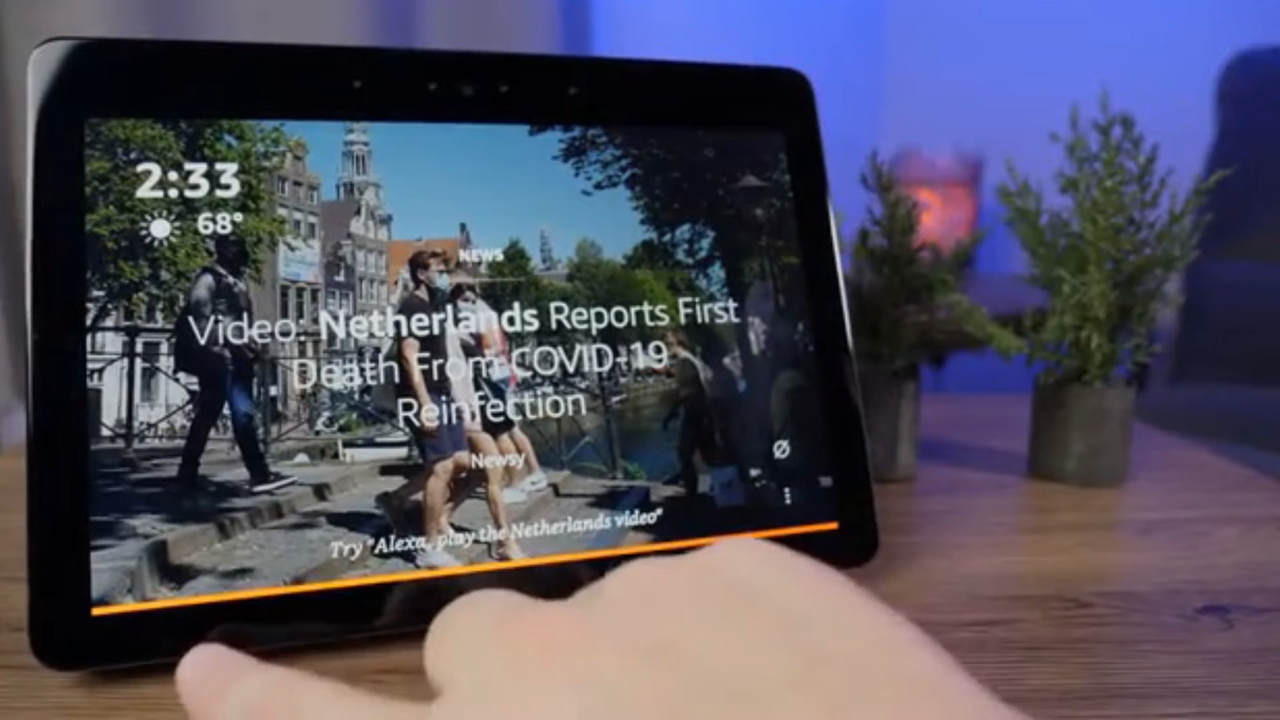 2:33
68°
NEWS
Video: Netherlands Reports First
Death From COVID-19
Reinfection
Newsy
Try "Alexa, play the Netherlands video"